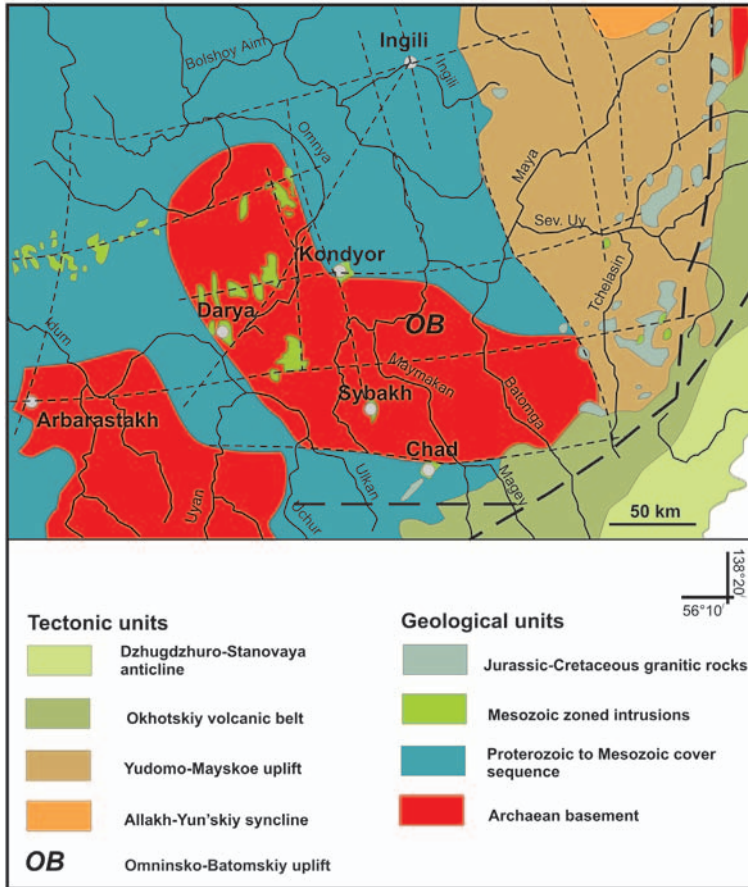 Ingili
Bolshoy Aim
Ingili
Omnya
Maya
Sev. Uy
Kondyor
Tchelasin
Darya
OB
Idum
Maymakan
Batomga
Sybakh
Arbarastakh
Chad
Ulkan
Magey
Uyan
Uchur
50 km
138°20'
56°10'
Tectonic units
Dzhugdzhuro-Stanovaya
anticline
Okhotskiy volcanic belt
Yudomo-Mayskoe uplift
Allakh-Yun'skiy syncline
OB Omninsko-Batomskiy uplift
Geological units
Jurassic-Cretaceous granitic rocks
Mesozoic zoned intrusions
Proterozoic to Mesozoic cover
sequence
Archaean basement